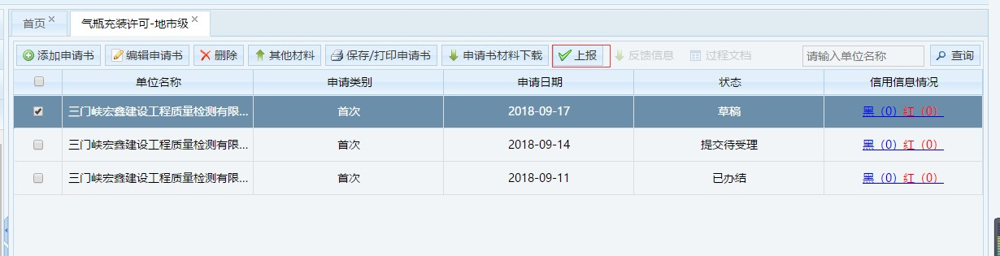 首页 气瓶充装许可-地市级
添加申请书 编辑申请书 删除 其他材料 保存/打印申请书 申请书材料下载 上报 反馈信息 过程文档 请输入单位名称 查询
单位名称 申请类别 申请日期 状态 信用信息情况
三门峡宏鑫建设工程质量检测有限... 首次 2018-09-17 草稿 黑（0）红（0）
三门峡宏鑫建设工程质量检测有限... 首次 2018-09-14 提交待受理 黑（0）红（0）
三门峡宏鑫建设工程质量检测有限... 首次 2018-09-11 已办结 黑（0）红（0）